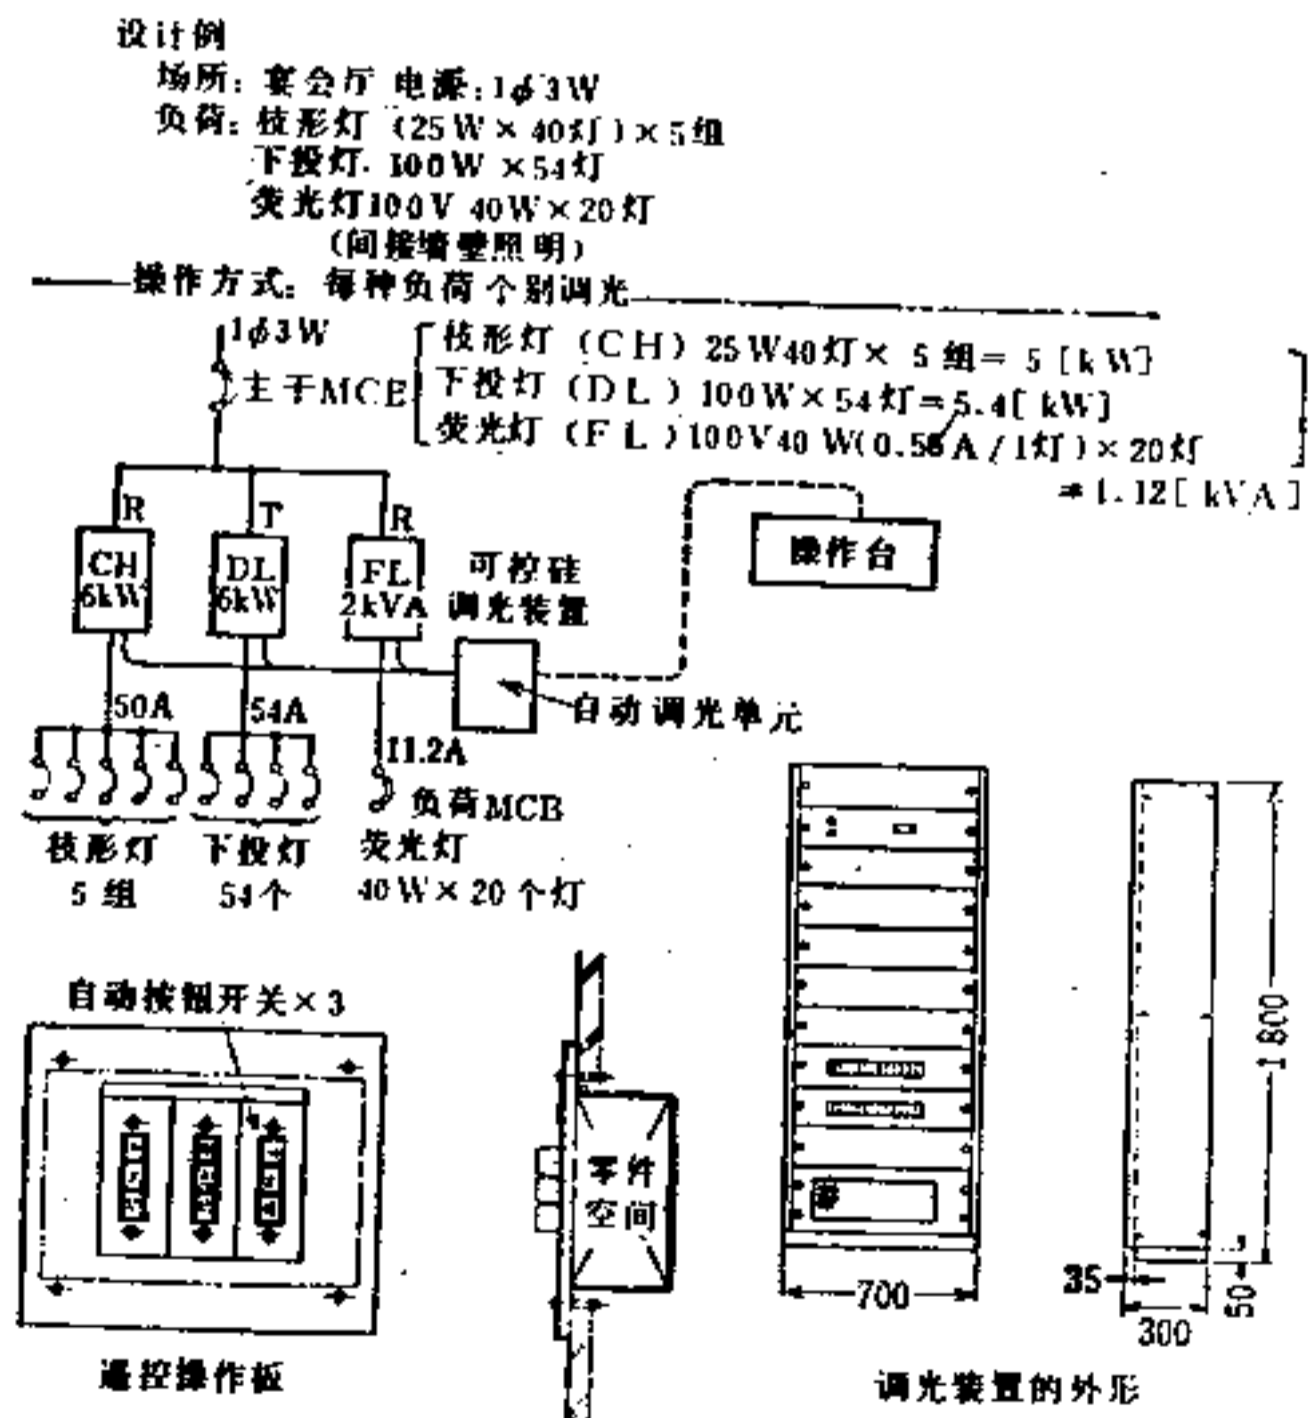 设计例
场所: 宴会厅 电源:1φ3W
负荷: 枝形灯 (25W×40灯)×5组
下投灯 100W×54灯
荧光灯100V 40W×20灯
(间接墙壁照明)
操作方式: 每种负荷个别调光
1φ3W
主干MCB
枝形灯 (CH) 25W40灯× 5组= 5 [kW]
下投灯 (DL) 100W×54灯=5.4[kW]
荧光灯 (FL)100V40W(0.56A/1灯)×20灯
=1.12[kVA]
R
T
R
CH
6kW
DL
6kW
FL
2kVA
可控硅
调光装置
操作台
自动调光单元
50A
54A
11.2A
负荷MCB
枝形灯
5 组
下投灯
54个
荧光灯
40W×20个灯
自动按钮开关×3
遥控操作板
零件
空间
700
1800
35
50
300
调光装置的外形